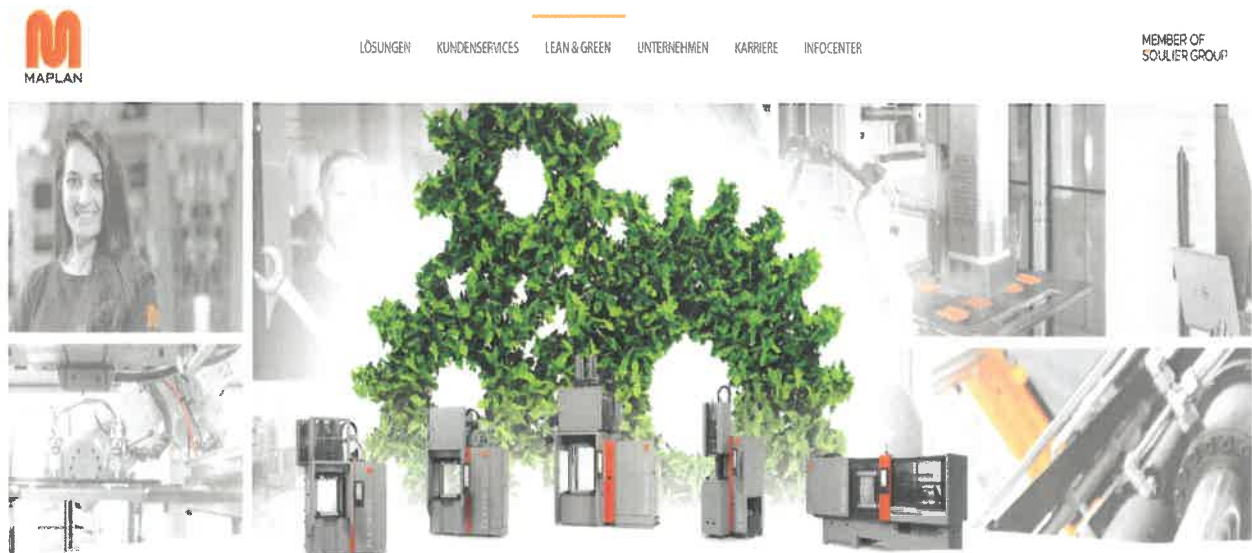 MAPLAN
LÖSUNGEN KUNDENSERVICES LEAN & GREEN UNTERNEHMEN KARRIERE INFOCENTER
MEMBER OF
SOULIER GROUP